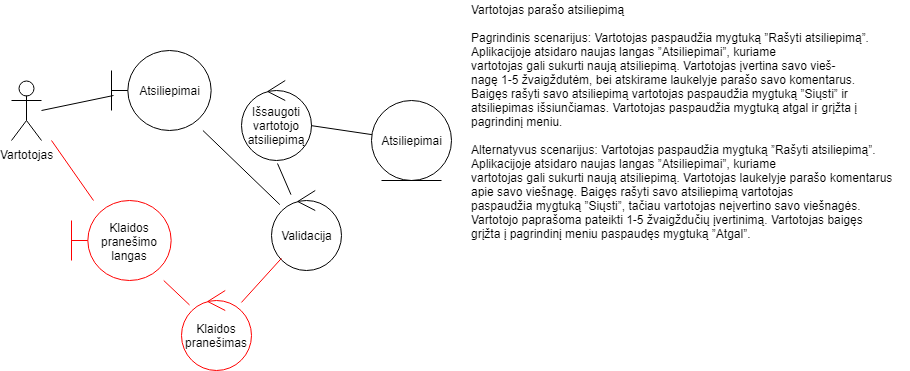 Vartotojas parašo atsiliepimą
Pagrindinis scenarijus: Vartotojas paspaudžia mygtuką ”Rašyti atsiliepimą”.
Aplikacijoje atsidaro naujas langas ”Atsiliepimai”, kuriame
vartotojas gali sukurti naują atsiliepimą. Vartotojas įvertina savo vieš-
nagę 1-5 žvaigždutėm, bei atskirame laukelyje parašo savo komentarus.
Baigęs rašyti savo atsiliepimą vartotojas paspaudžia mygtuką ”Siųsti” ir
atsiliepimas išsiunčiamas. Vartotojas paspaudžia mygtuką atgal ir grįžta į
pagrindinį meniu.
Alternatyvus scenarijus: Vartotojas paspaudžia mygtuką ”Rašyti atsiliepimą”.
Aplikacijoje atsidaro naujas langas ”Atsiliepimai”, kuriame
vartotojas gali sukurti naują atsiliepimą. Vartotojas laukelyje parašo komentarus
apie savo viešnagę. Baigęs rašyti savo atsiliepimą vartotojas
paspaudžia mygtuką ”Siųsti”, tačiau vartotojas neįvertino savo viešnagės.
Vartotojo paprašoma pateikti 1-5 žvaigždučių įvertinimą. Vartotojas baigęs
grįžta į pagrindinį meniu paspaudęs mygtuką ”Atgal”.
Atsiliepimai
Išsaugoti
vartotojo
atsiliepimą
Atsiliepimai
Vartotojas
Klaidos
pranešimo
langas
Validacija
Klaidos
pranešimas